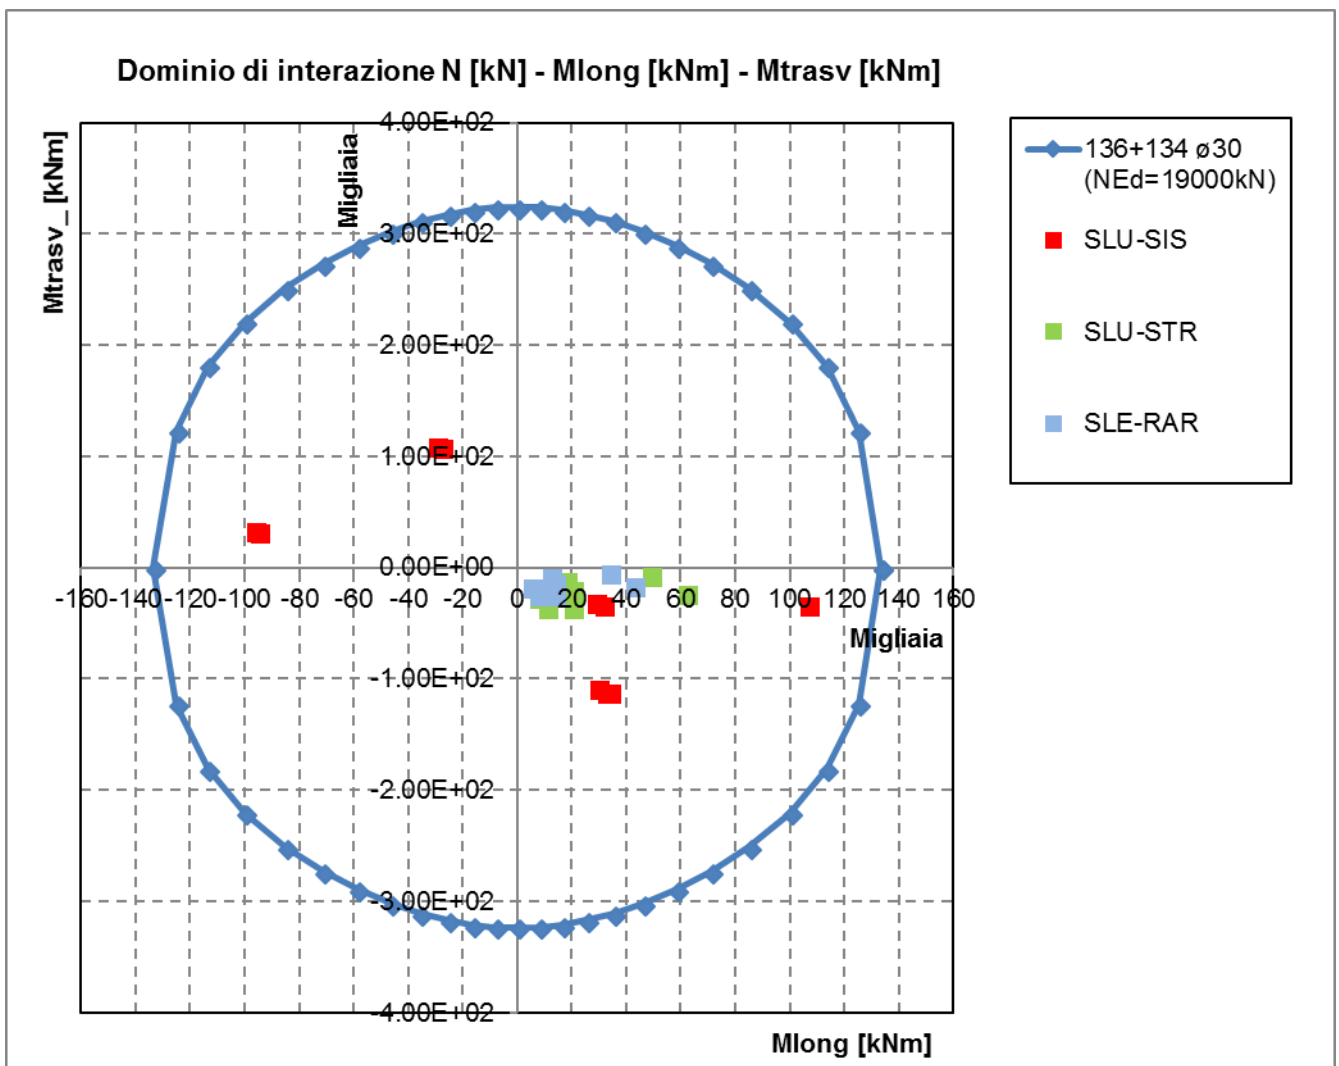 Dominio di interazione N [kN] - Mlong [kNm] - Mtrasv [kNm]
Mtrasv_ [kNm]
Migliaia
4.00E+02
3.00E+02
2.00E+02
1.00E+02
0.00E+00
-1.00E+02
-2.00E+02
-3.00E+02
-4.00E+02
-160 -140 -120 -100 -80 -60 -40 -20 0 20 40 60 80 100 120 140 160
Migliaia
Mlong [kNm]
136+134 ø30
(NEd=19000kN)
SLU-SIS
SLU-STR
SLE-RAR